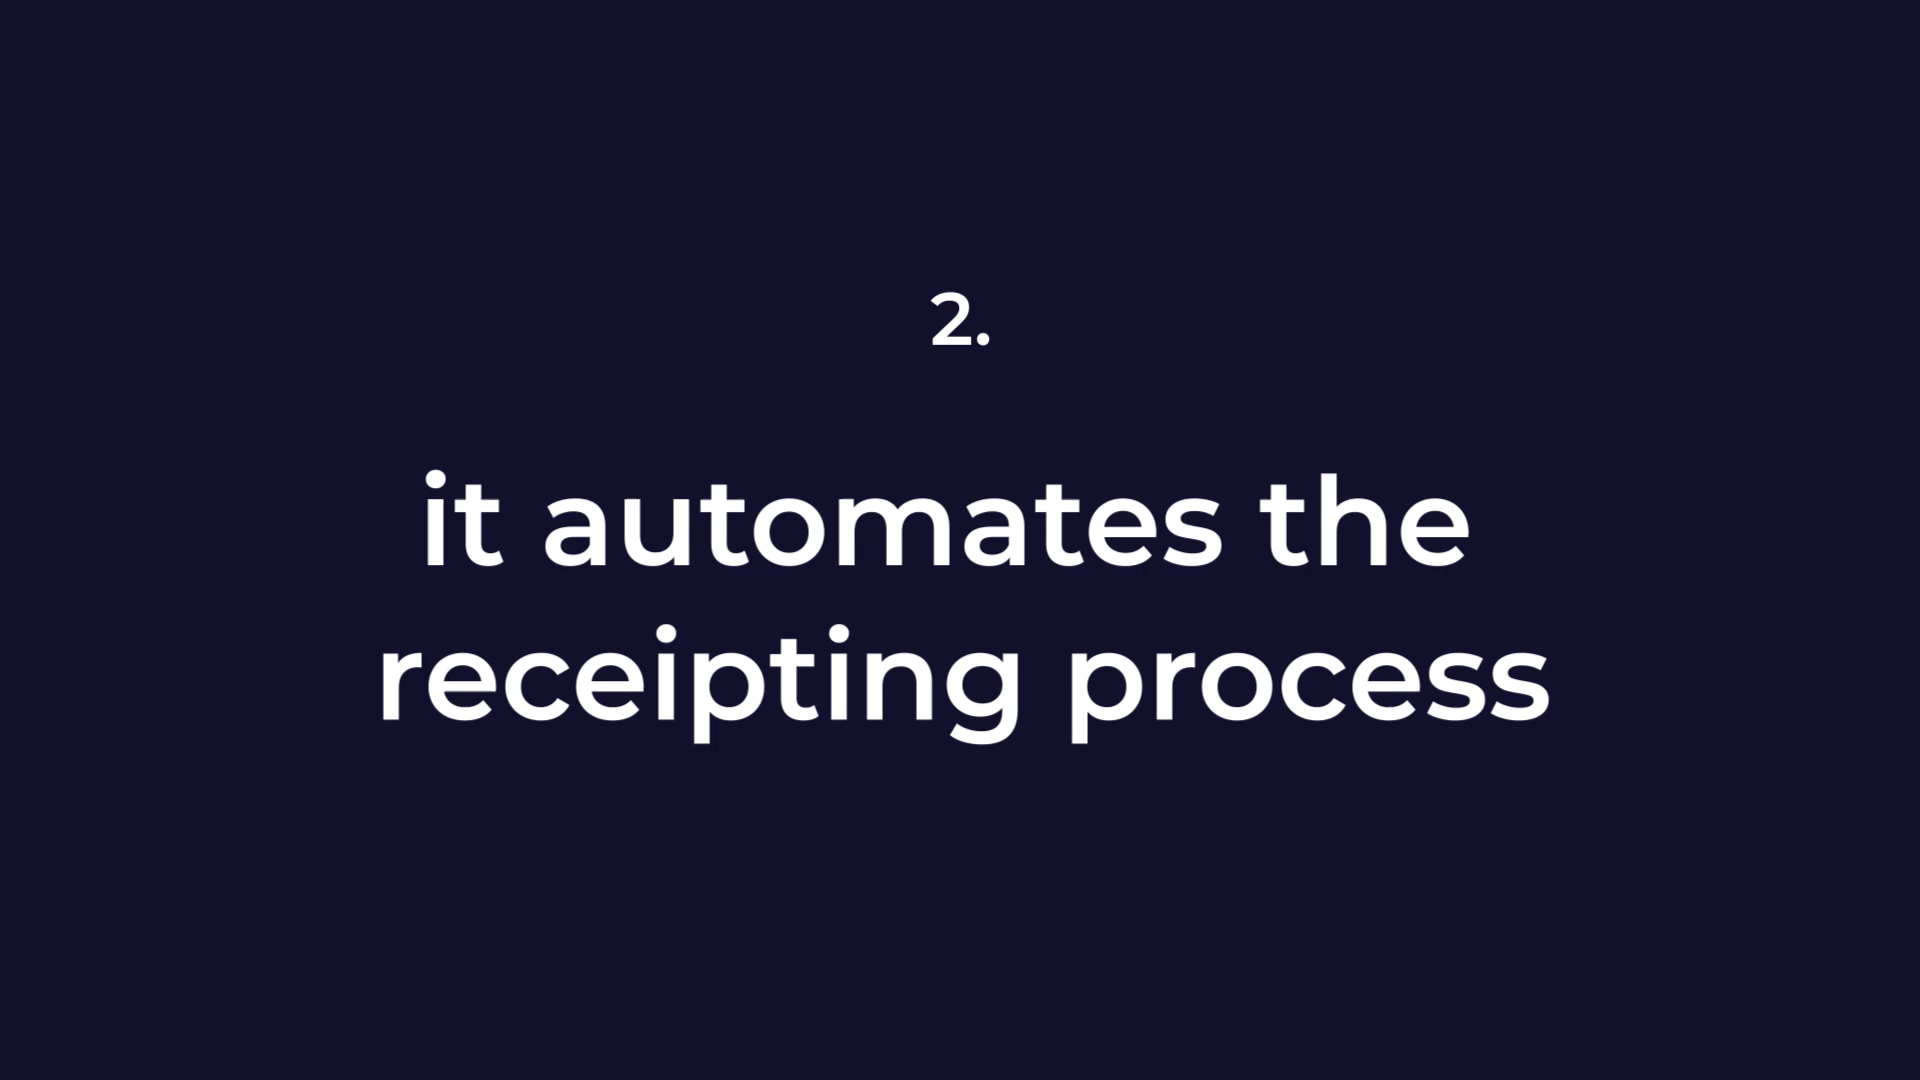 2.
it automates the
receipting process